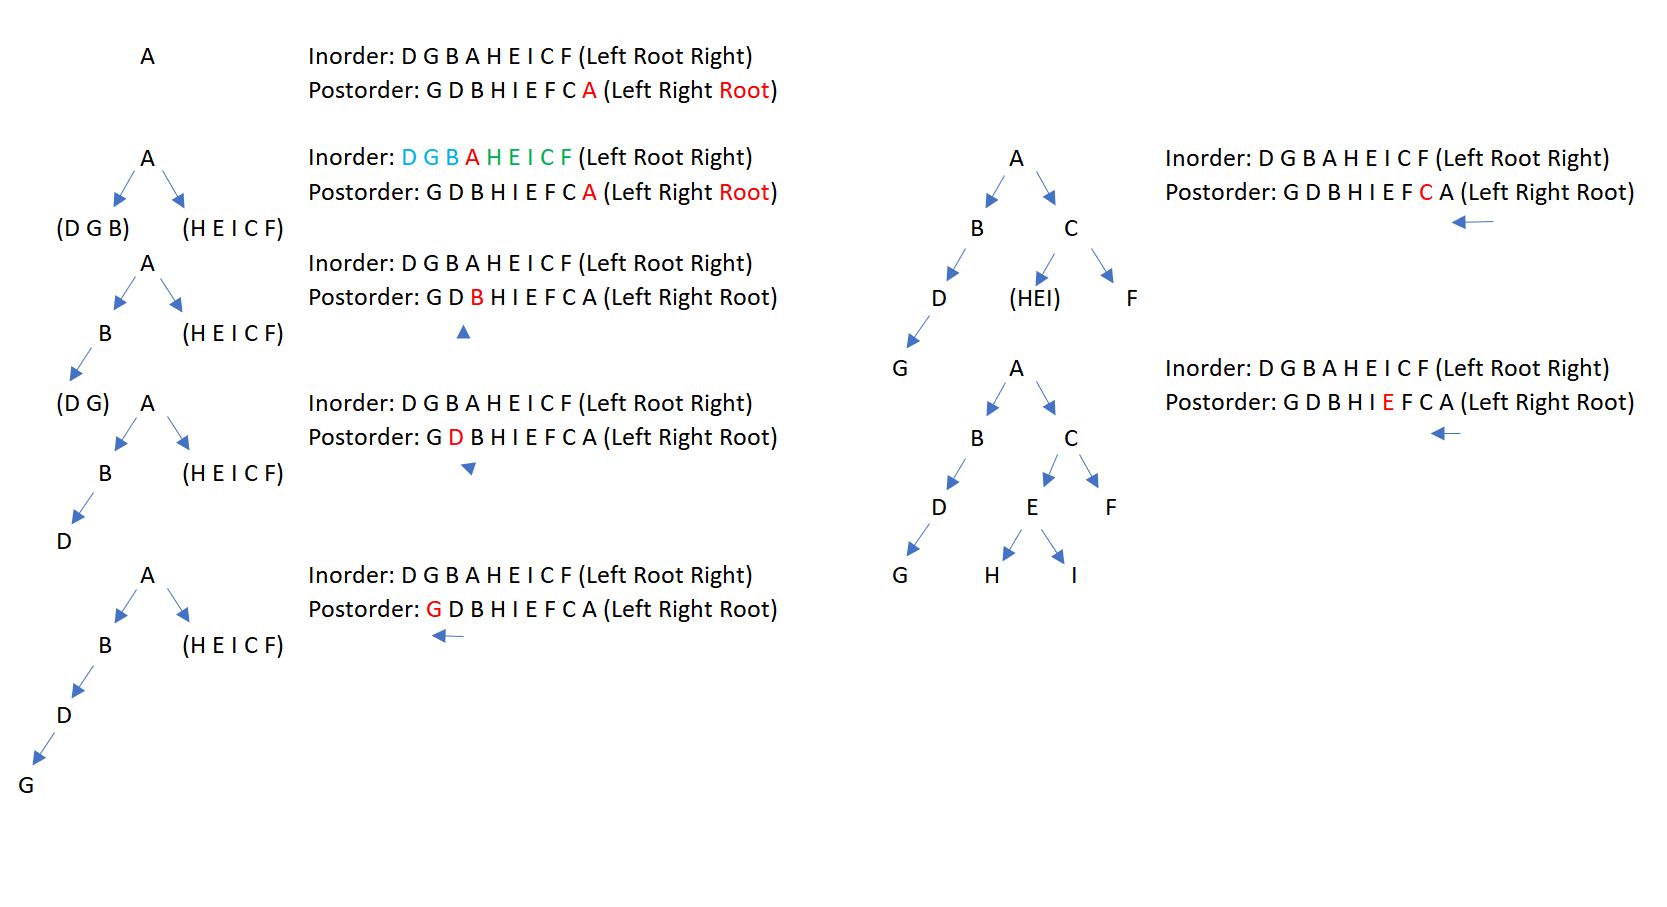 A
Inorder: D G B A H E I C F (Left Root Right)
Postorder: G D B H I E F C A (Left Right Root)
A
Inorder: D G B A H E I C F (Left Root Right)
Postorder: G D B H I E F C A (Left Right Root)
(D G B) (H E I C F)
A
Inorder: D G B A H E I C F (Left Root Right)
Postorder: G D B H I E F C A (Left Right Root)
B (H E I C F)
(D G) A
Inorder: D G B A H E I C F (Left Root Right)
Postorder: G D B H I E F C A (Left Right Root)
B (H E I C F)
D
A
Inorder: D G B A H E I C F (Left Root Right)
Postorder: G D B H I E F C A (Left Right Root)
B (H E I C F)
D
G
A
Inorder: D G B A H E I C F (Left Root Right)
Postorder: G D B H I E F C A (Left Right Root)
B C
D (HEI) F
G A
Inorder: D G B A H E I C F (Left Root Right)
Postorder: G D B H I E F C A (Left Right Root)
B C
D E F
G H I